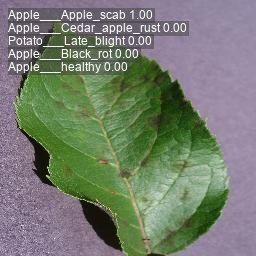 Apple___Apple_scab 1.00
Apple___Cedar_apple_rust 0.00
Potato___Late_blight 0.00
Apple___Black_rot 0.00
Apple___healthy 0.00